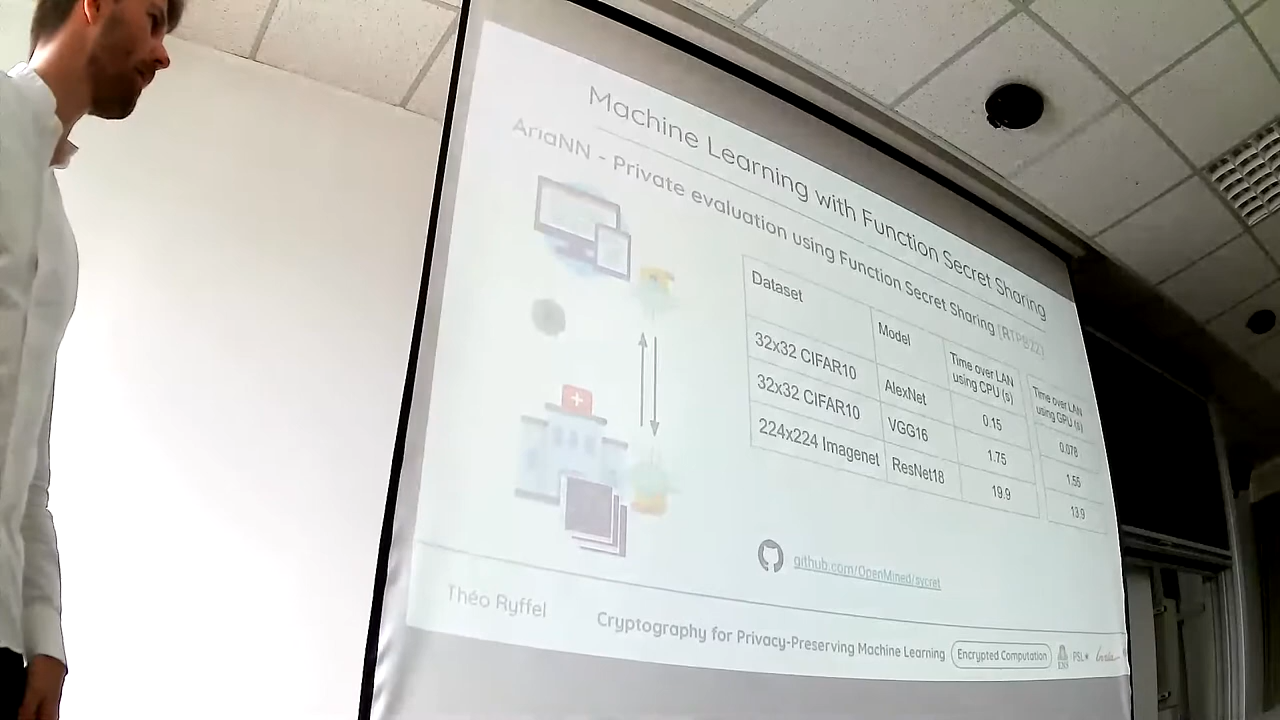 Machine Learning with Function Secret Sharing
AriaNN - Private evaluation using Function Secret Sharing [RTPB22]
Dataset
Model
Time over LAN
using CPU (s)
Time over LAN
using GPU (s)
32x32 CIFAR10
AlexNet
0.15
0.078
32x32 CIFAR10
VGG16
1.75
1.55
224x224 Imagenet
ResNet18
19.9
13.9
github.com/OpenMined/sycret
Théo Ryffel
Cryptography for Privacy-Preserving Machine Learning
Encrypted Computation
ENS
PSL★
Inria